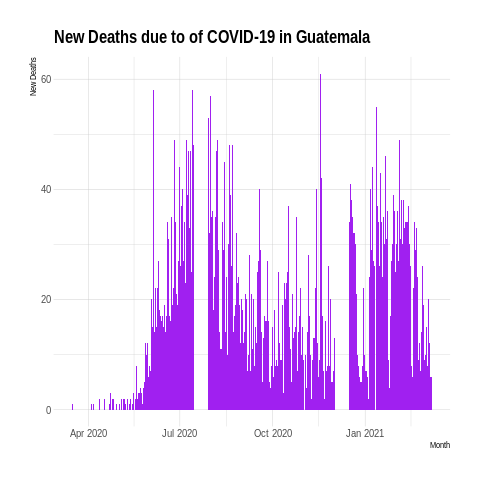 New Deaths due to of COVID-19 in Guatemala
New Deaths
60
40
20
0
Apr 2020
Jul 2020
Oct 2020
Jan 2021
Month